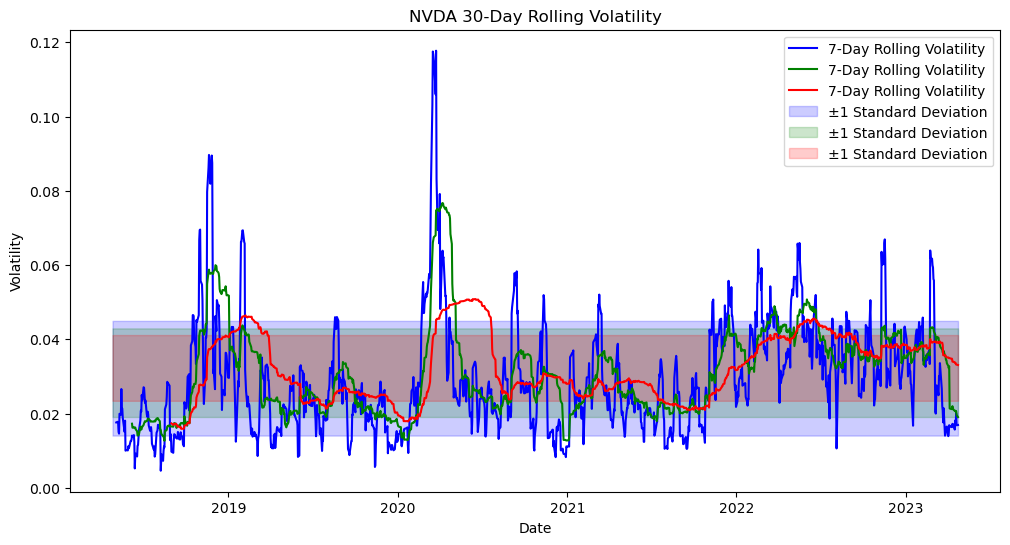 NVDA 30-Day Rolling Volatility
0.12
0.10
0.08
0.06
0.04
0.02
0.00
Volatility
7-Day Rolling Volatility
7-Day Rolling Volatility
7-Day Rolling Volatility
±1 Standard Deviation
±1 Standard Deviation
±1 Standard Deviation
2019 2020 2021 2022 2023
Date